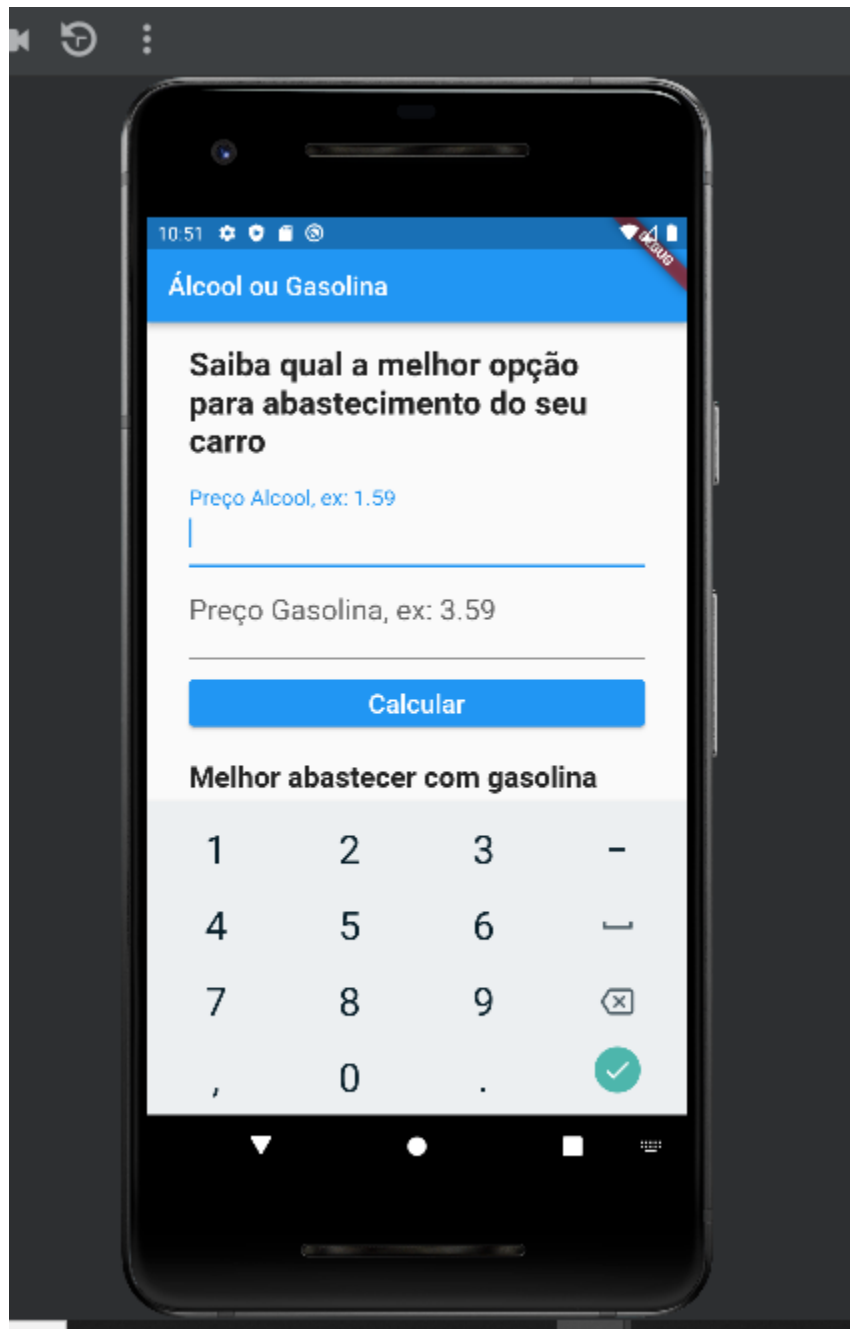 10:51
DEBUG
Álcool ou Gasolina
Saiba qual a melhor opção
para abastecimento do seu
carro
Preço Alcool, ex: 1.59
Preço Gasolina, ex: 3.59
Calcular
Melhor abastecer com gasolina
1 2 3 -
4 5 6
7 8 9
, 0 .